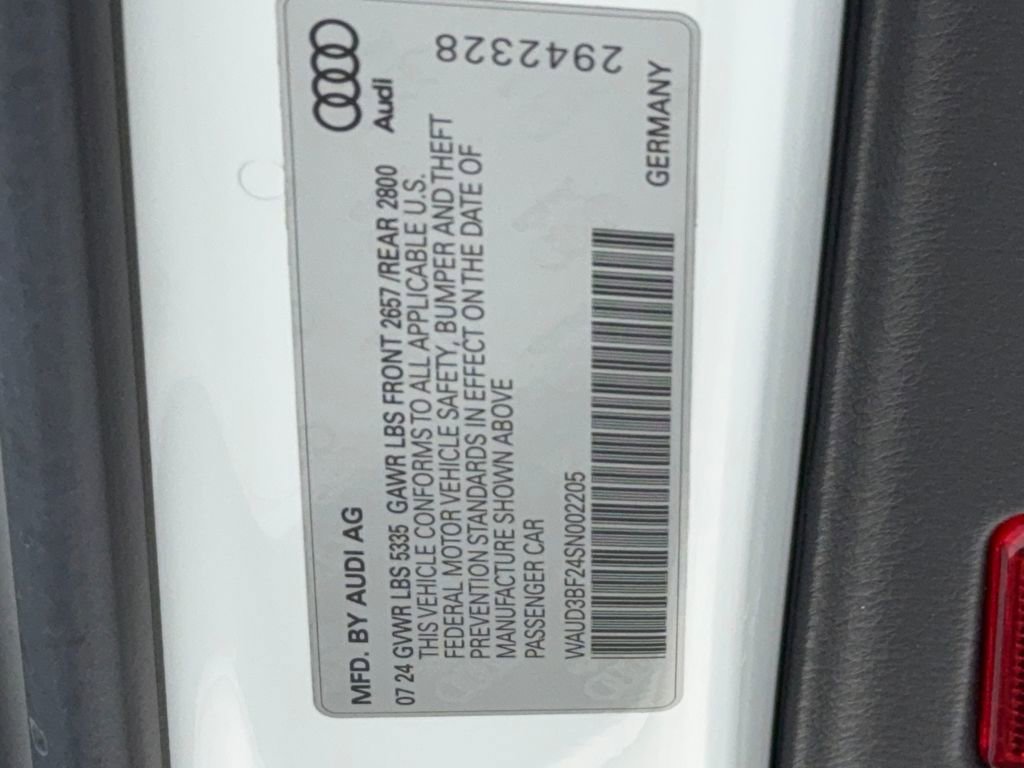 MFD. BY AUDI AG
Audi
07 24 GVWR LBS 5335 GAWR LBS FRONT 2657 /REAR 2800
THIS VEHICLE CONFORMS TO ALL APPLICABLE U.S.
FEDERAL MOTOR VEHICLE SAFETY, BUMPER AND THEFT
PREVENTION STANDARDS IN EFFECT ON THE DATE OF
MANUFACTURE SHOWN ABOVE
PASSENGER CAR
WAUD3BF24SN002205
GERMANY
2942328